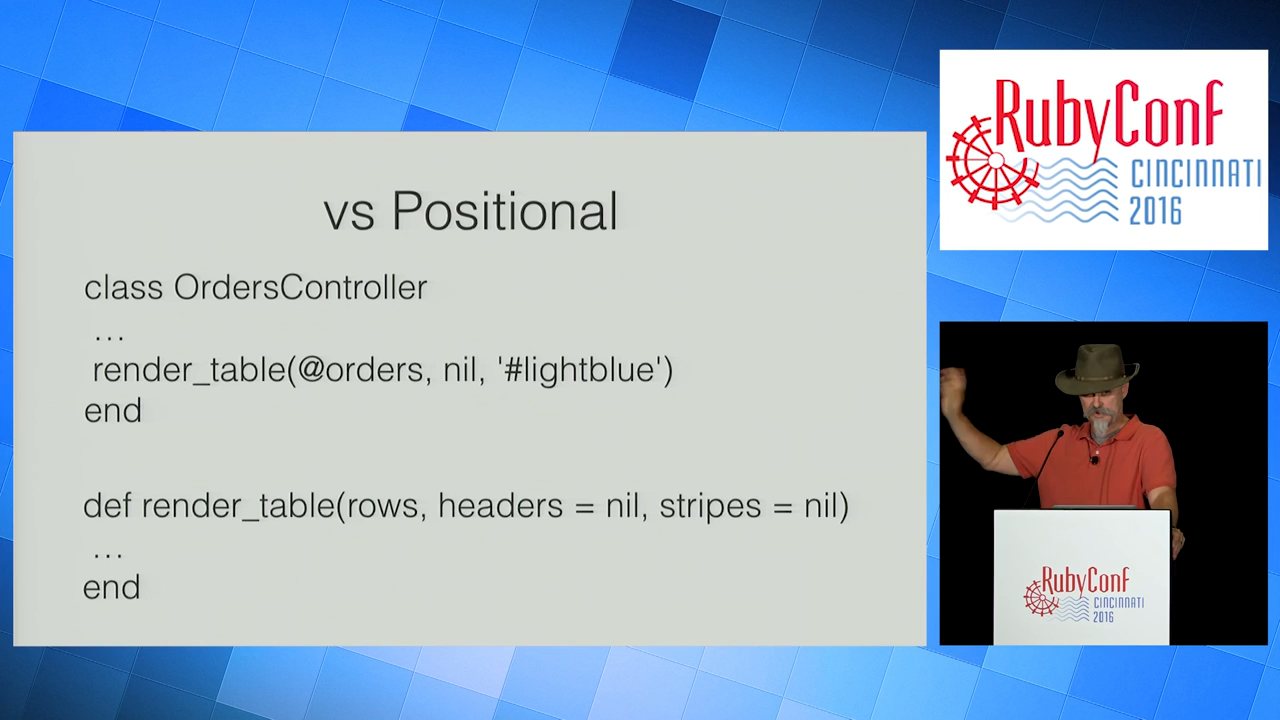 vs Positional
class OrdersController
...
render_table(@orders, nil, '#lightblue')
end
def render_table(rows, headers = nil, stripes = nil)
...
end
RubyConf
CINCINNATI
2016
RubyConf
CINCINNATI
2016